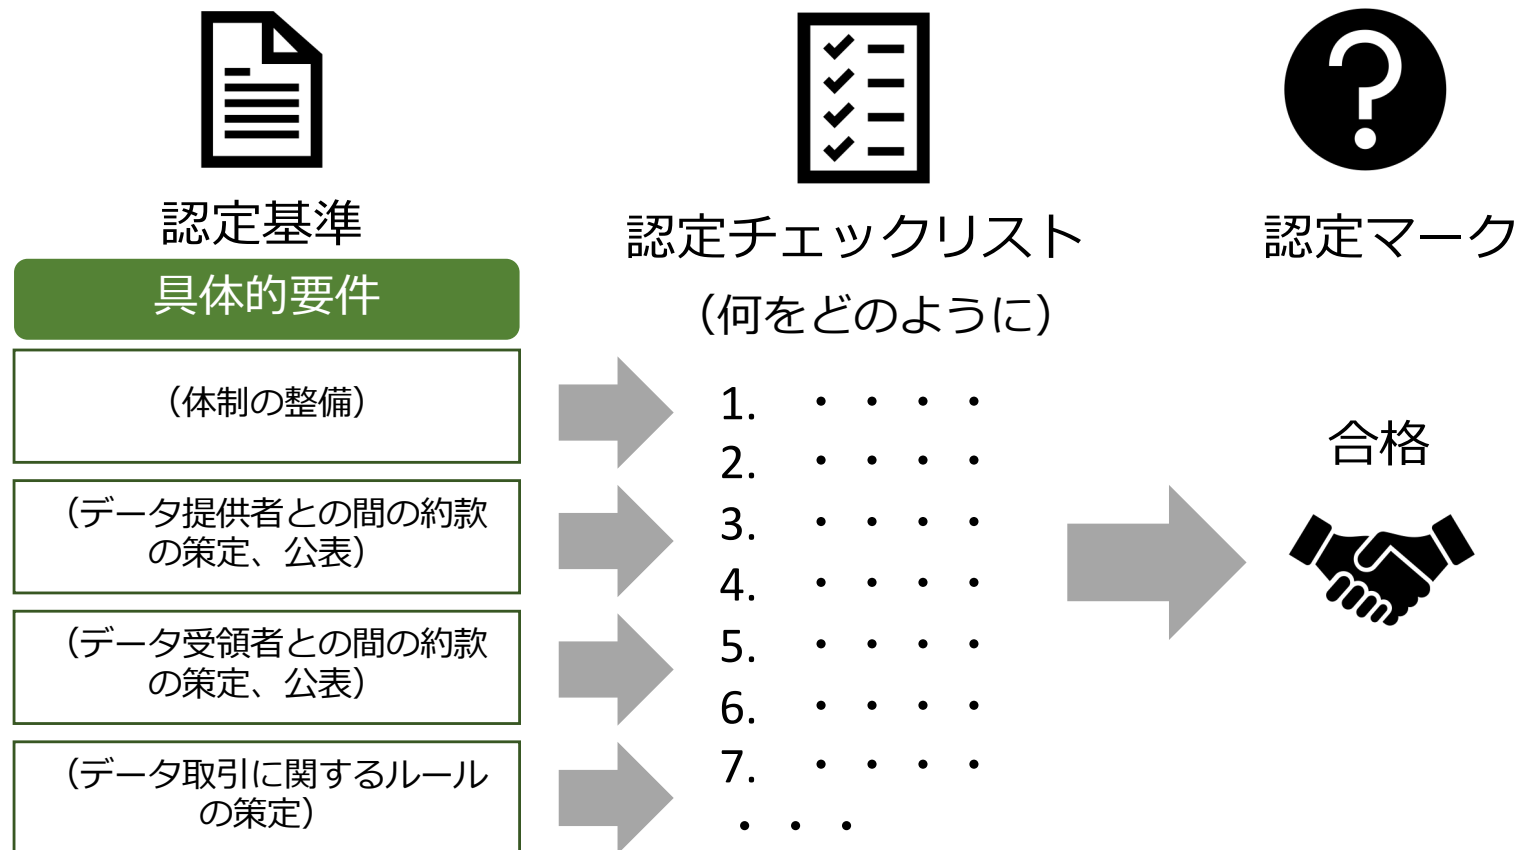 認定基準
具体的要件
（体制の整備）
（データ提供者との間の約款
の策定、公表）
（データ受領者との間の約款
の策定、公表）
（データ取引に関するルール
の策定）
認定チェックリスト
（何をどのように）
1. ・・・・
2. ・・・・
3. ・・・・
4. ・・・・
5. ・・・・
6. ・・・・
7. ・・・・
・・・
認定マーク
合格